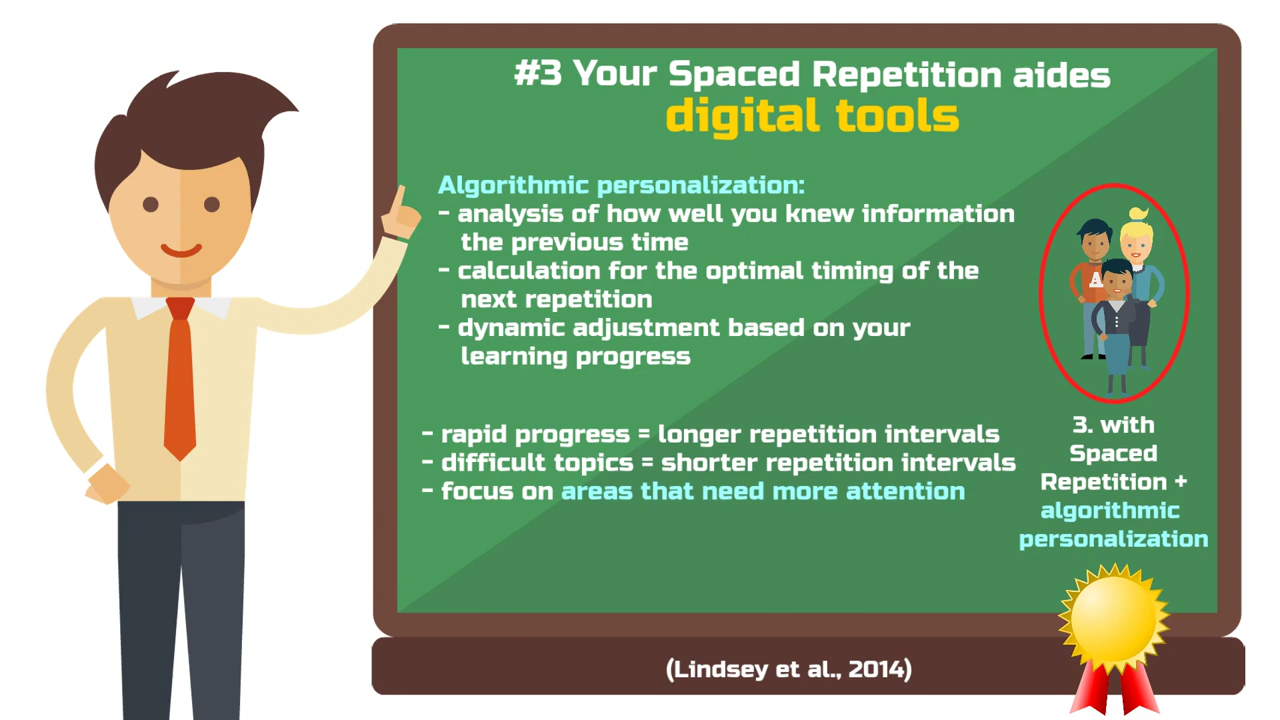 #3 Your Spaced Repetition aides
digital tools
Algorithmic personalization:
- analysis of how well you knew information
the previous time
- calculation for the optimal timing of the
next repetition
- dynamic adjustment based on your
learning progress
- rapid progress = longer repetition intervals
- difficult topics = shorter repetition intervals
- focus on areas that need more attention
A
3. with
Spaced
Repetition +
algorithmic
personalization
(Lindsey et al., 2014)